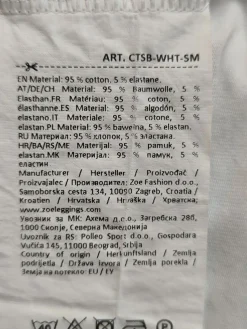 ART. CTSB-WHT-SM
EN Material: 95 % cotton, 5 % elastane.
AT/DE/CH Material: 95 % Baumwolle, 5 %
Elasthan.FR Matériau: 95 % coton, 5 %
élasthanne.ES Material: 95 % algodón, 5 %
elastano.IT Materiale: 95 % cotone, 5 %
elastan.PL Materiał: 95 % bawełna, 5 % elastan.
RU Материал: 95 % хлопок, 5 % эластана.
HR/BA/RS/ME Materijal: 95 % pamuk, 5 %
elastan.MK Материјал: 95 % памук, 5 %
еластин
Manufacturer / Hersteller / Proizvođač /
Proizvajalec / Производител: Zoe Fashion d.o.o.,
Samoborska cesta 134, 10090 Zagreb, Croatia /
Kroatien / Hrvatska / Hrvaška / Хрватска;
www.zoeleggings.com
Увозник за МК: Ахема д.о.о., Загребска 28б,
1000 Скопје, Северна Македонија
Uvoznik za RS: Polleo Sport d.o.o., Gospodara
Vučića 145, 11000 Beograd, Srbija
Country of origin / Herkunftsland / Zemlja
podrijetla / Država izvora / Zemlja porekla /
Земја на потекло: EU / ЕУ